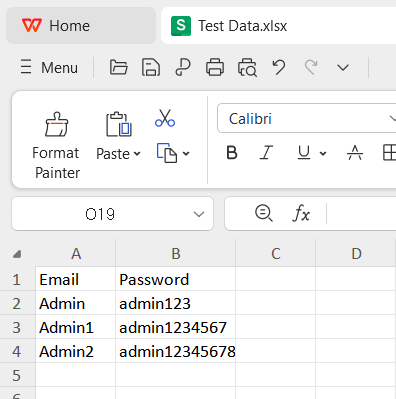 Home
S Test Data.xlsx
Menu
Format Painter
Paste
Calibri
B I U A
O19
fx
A B C D
1 Email Password
2 Admin admin123
3 Admin1 admin1234567
4 Admin2 admin12345678
5